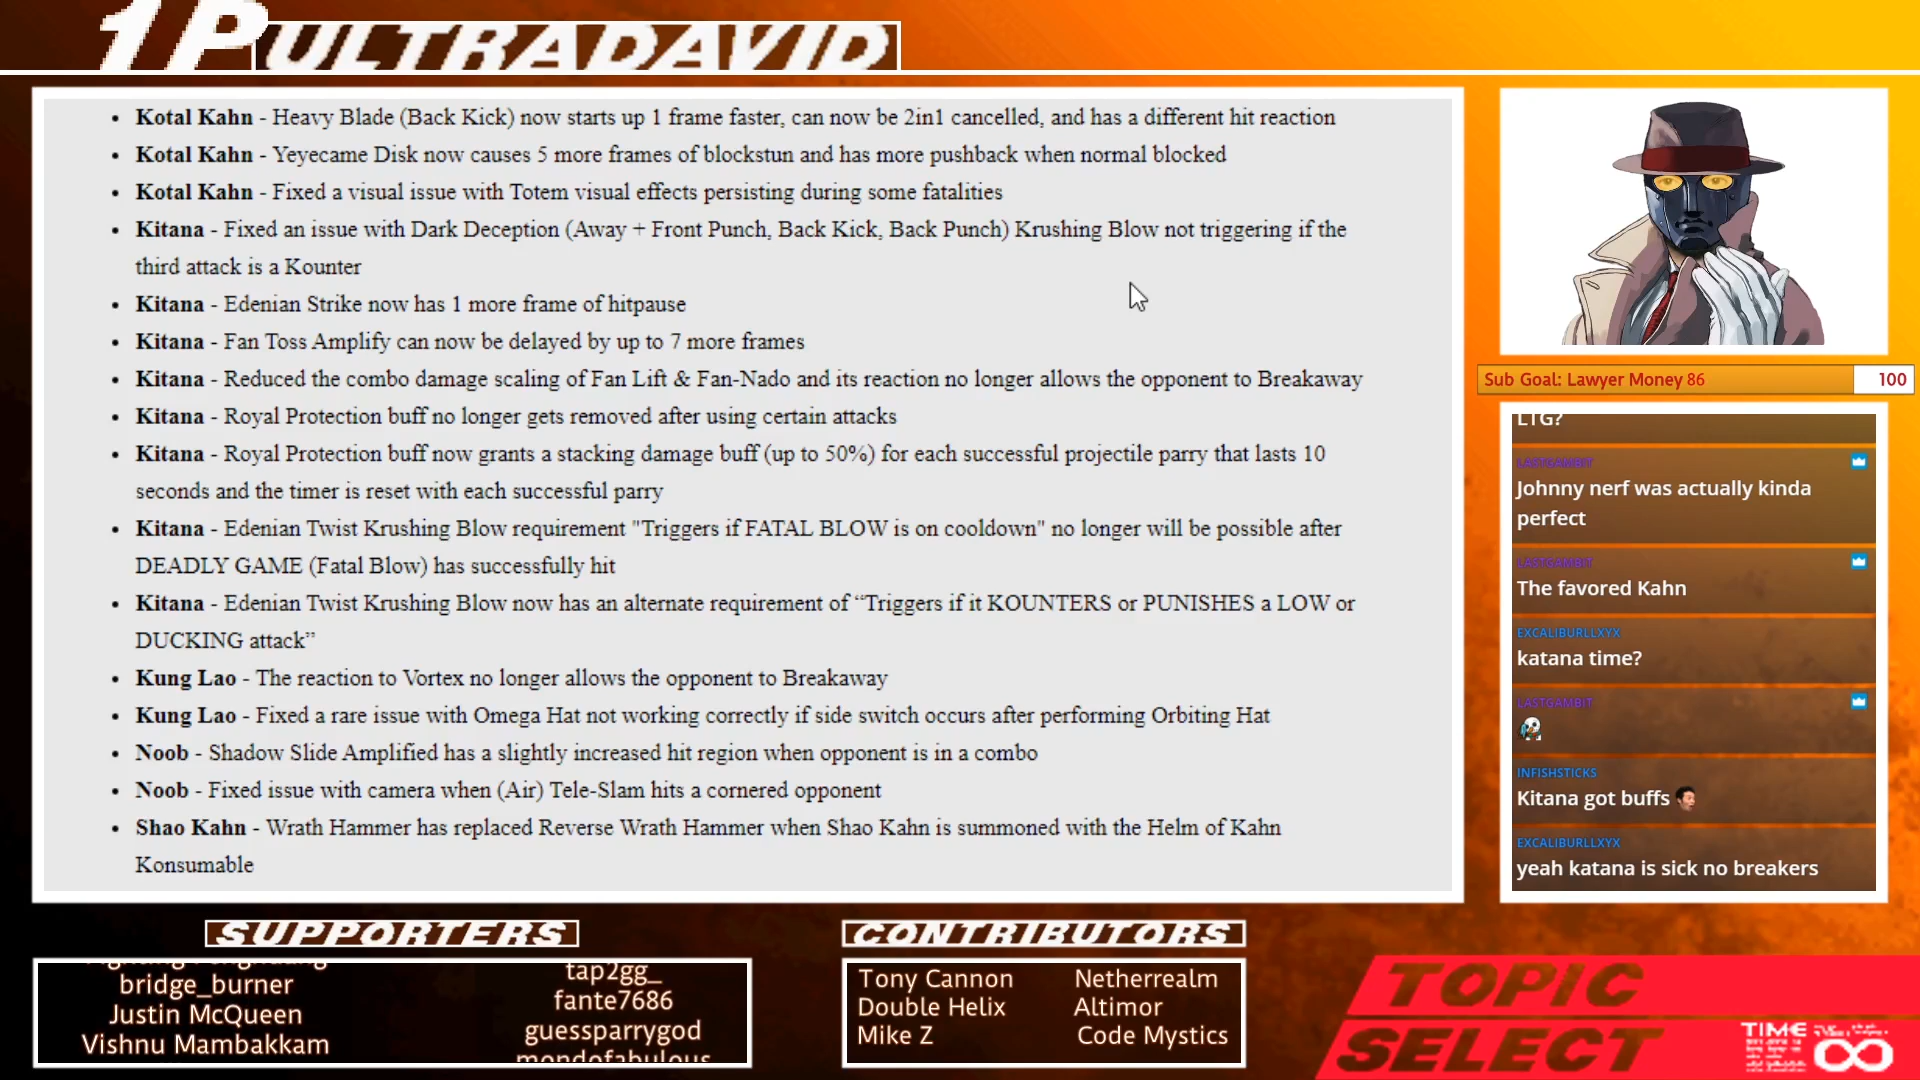 1P ULTRADAVID
• Kotal Kahn - Heavy Blade (Back Kick) now starts up 1 frame faster, can now be 2in1 cancelled, and has a different hit reaction
• Kotal Kahn - Yeyecame Disk now causes 5 more frames of blockstun and has more pushback when normal blocked
• Kotal Kahn - Fixed a visual issue with Totem visual effects persisting during some fatalities
• Kitana - Fixed an issue with Dark Deception (Away + Front Punch, Back Kick, Back Punch) Krushing Blow not triggering if the
third attack is a Kounter
• Kitana - Edenian Strike now has 1 more frame of hitpause
• Kitana - Fan Toss Amplify can now be delayed by up to 7 more frames
• Kitana - Reduced the combo damage scaling of Fan Lift & Fan-Nado and its reaction no longer allows the opponent to Breakaway
• Kitana - Royal Protection buff no longer gets removed after using certain attacks
• Kitana - Royal Protection buff now grants a stacking damage buff (up to 50%) for each successful projectile parry that lasts 10
seconds and the timer is reset with each successful parry
• Kitana - Edenian Twist Krushing Blow requirement "Triggers if FATAL BLOW is on cooldown" no longer will be possible after
DEADLY GAME (Fatal Blow) has successfully hit
• Kitana - Edenian Twist Krushing Blow now has an alternate requirement of “Triggers if it KOUNTERS or PUNISHES a LOW or
DUCKING attack”
• Kung Lao - The reaction to Vortex no longer allows the opponent to Breakaway
• Kung Lao - Fixed a rare issue with Omega Hat not working correctly if side switch occurs after performing Orbiting Hat
• Noob - Shadow Slide Amplified has a slightly increased hit region when opponent is in a combo
• Noob - Fixed issue with camera when (Air) Tele-Slam hits a cornered opponent
• Shao Kahn - Wrath Hammer has replaced Reverse Wrath Hammer when Shao Kahn is summoned with the Helm of Kahn
Konsumable
Sub Goal: Lawyer Money 86 100
LTG?
LASTGAMBIT
Johnny nerf was actually kinda
perfect
LASTGAMBIT
The favored Kahn
EXCALIBURLLXYX
katana time?
LASTGAMBIT
INFISHSTICKS
Kitana got buffs
EXCALIBURLLXYX
yeah katana is sick no breakers
SUPPORTERS
bridge_burner
Justin McQueen
Vishnu Mambakkam
tap2gg_
fante7686
guessparrygod
mondofabulous
CONTRIBUTORS
Tony Cannon
Double Helix
Mike Z
Netherrealm
Altimor
Code Mystics
TOPIC
SELECT
TIME ∞